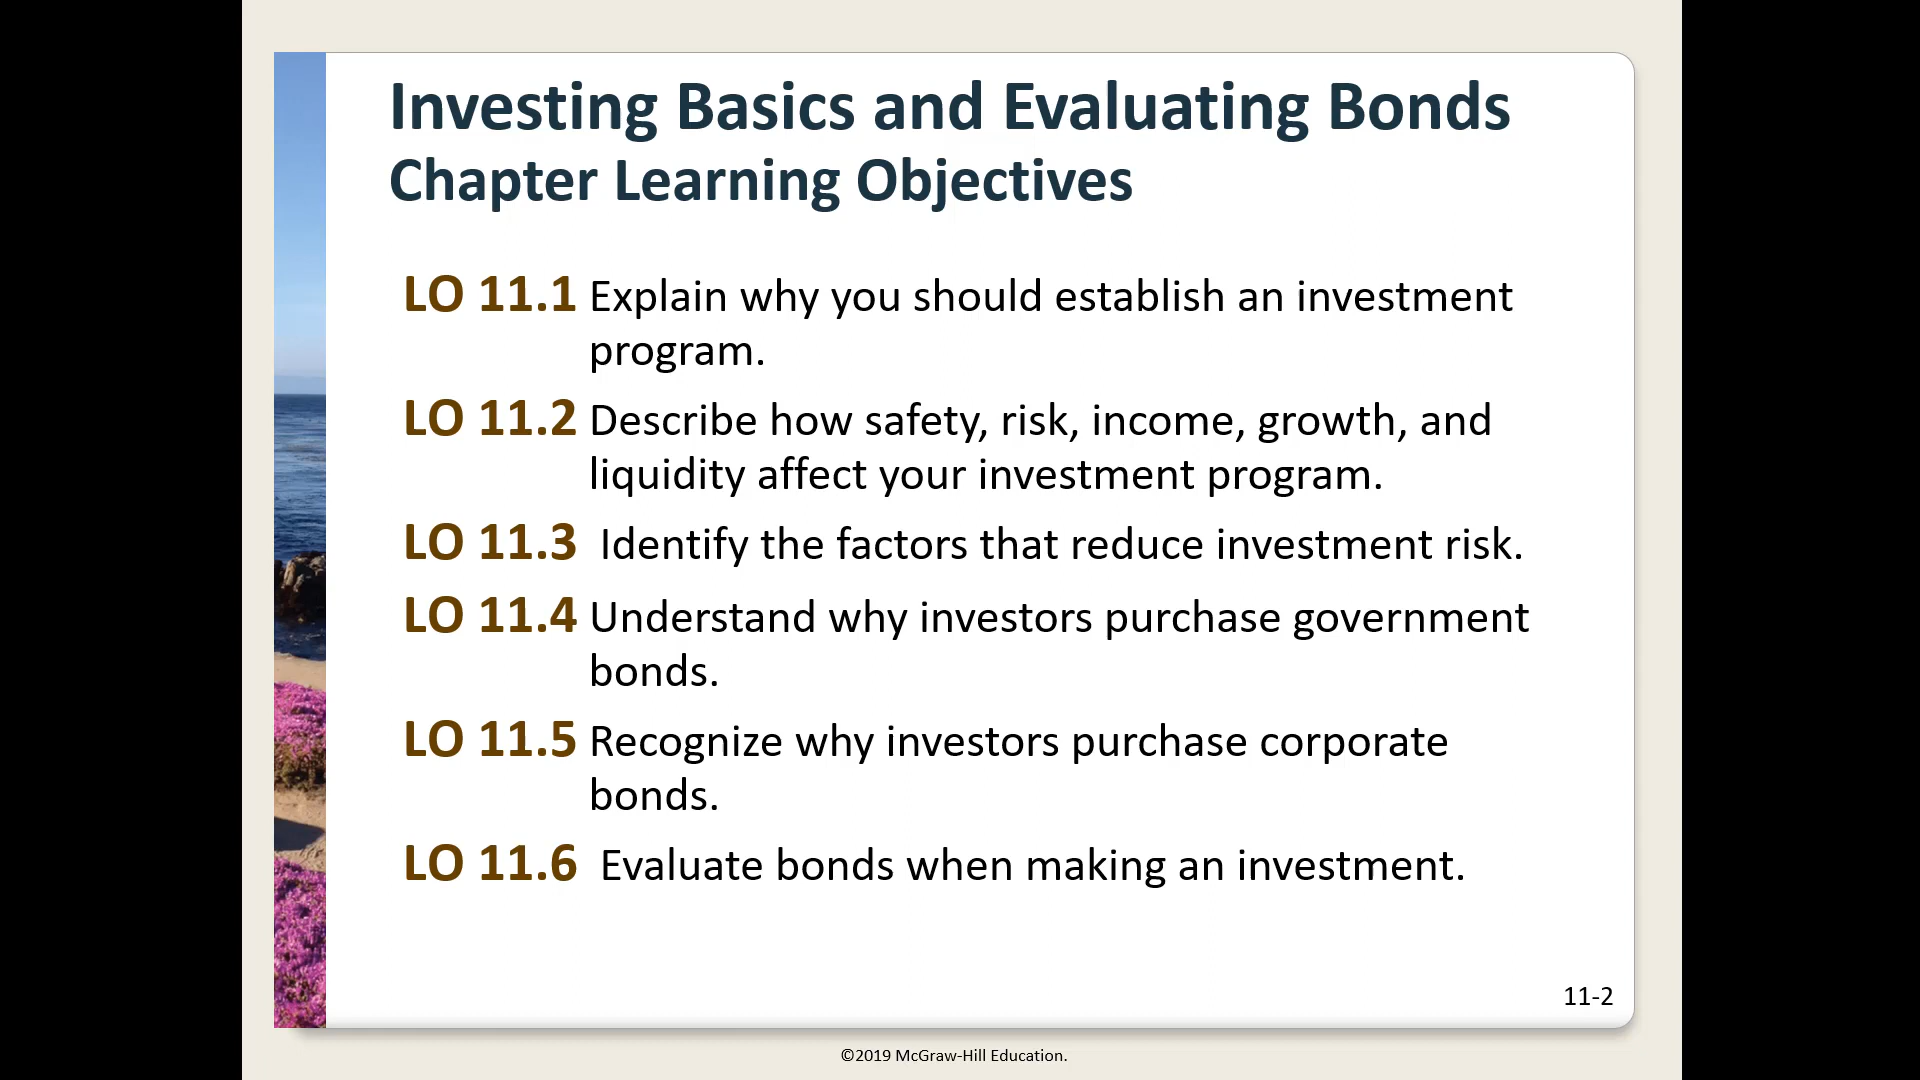 Investing Basics and Evaluating Bonds
Chapter Learning Objectives
LO 11.1 Explain why you should establish an investment
program.
LO 11.2 Describe how safety, risk, income, growth, and
liquidity affect your investment program.
LO 11.3 Identify the factors that reduce investment risk.
LO 11.4 Understand why investors purchase government
bonds.
LO 11.5 Recognize why investors purchase corporate
bonds.
LO 11.6 Evaluate bonds when making an investment.
11-2
©2019 McGraw-Hill Education.